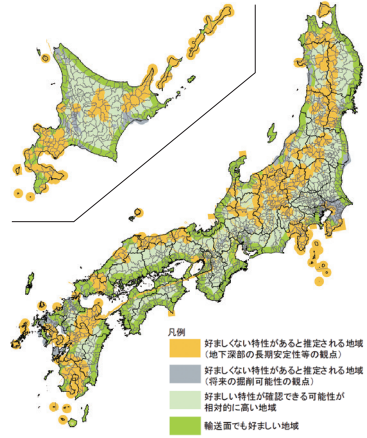 凡例
好ましくない特性があると推定される地域
(地下深部の長期安定性等の観点)
好ましくない特性があると推定される地域
(将来の掘削可能性の観点)
好ましい特性が確認できる可能性が
相対的に高い地域
輸送面でも好ましい地域